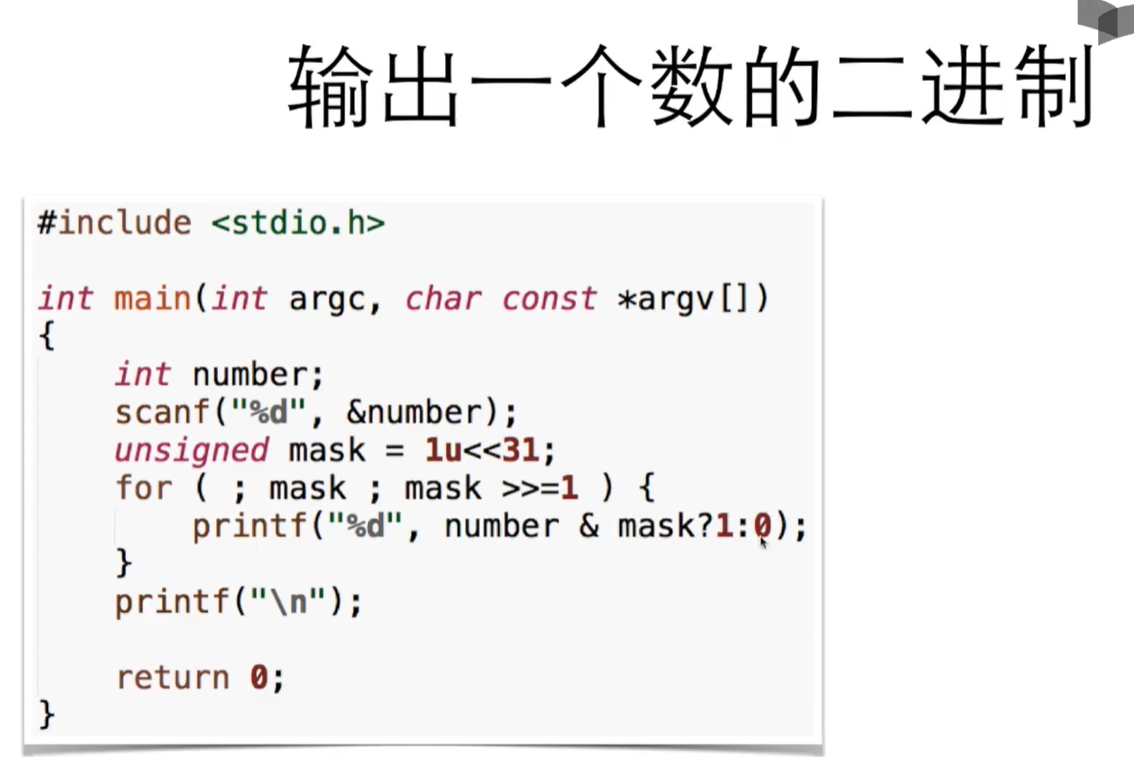 输出一个数的二进制
#include <stdio.h>
int main(int argc, char const *argv[])
{
int number;
scanf("%d", &number);
unsigned mask = 1u<<31;
for ( ; mask ; mask >>=1 ) {
printf("%d", number & mask?1:0);
}
printf("\n");
return 0;
}